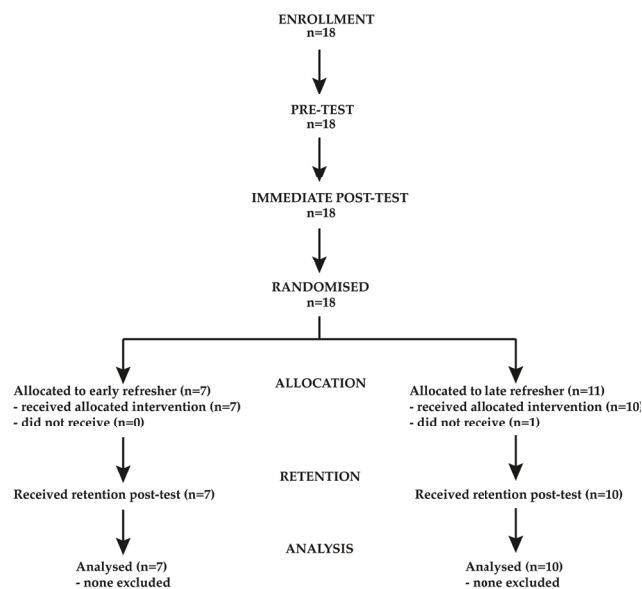 ENROLLMENT
n=18
PRE-TEST
n=18
IMMEDIATE POST-TEST
n=18
RANDOMISED
n=18
ALLOCATION
Allocated to early refresher (n=7)
- received allocated intervention (n=7)
- did not receive (n=0)
Allocated to late refresher (n=11)
- received allocated intervention (n=10)
- did not receive (n=1)
RETENTION
Received retention post-test (n=7)
Received retention post-test (n=10)
ANALYSIS
Analysed (n=7)
- none excluded
Analysed (n=10)
- none excluded